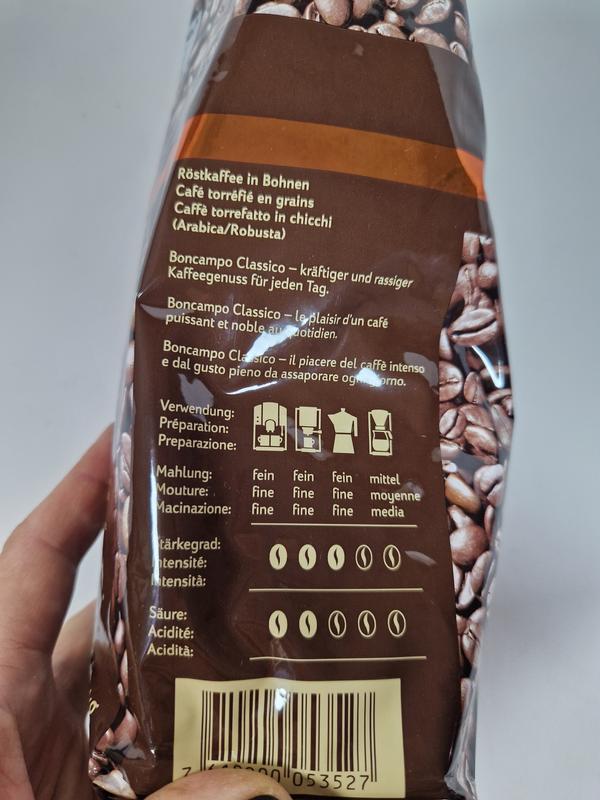 Röstkaffee in Bohnen
Café torréfié en grains
Caffè torrefatto in chicchi
(Arabica/Robusta)
Boncampo Classico – kräftiger und rassiger
Kaffeegenuss für jeden Tag.
Boncampo Classico – le plaisir d'un café
puissant et noble au quotidien.
Boncampo Classico – il piacere del caffè intenso
e dal gusto pieno da assaporare ogni giorno.
Verwendung:
Préparation:
Preparazione:
Mahlung: fein fein fein mittel
Mouture: fine fine fine moyenne
Macinazione: fine fine fine media
Stärkegrad:
Intensité:
Intensità:
Säure:
Acidité:
Acidità:
053527